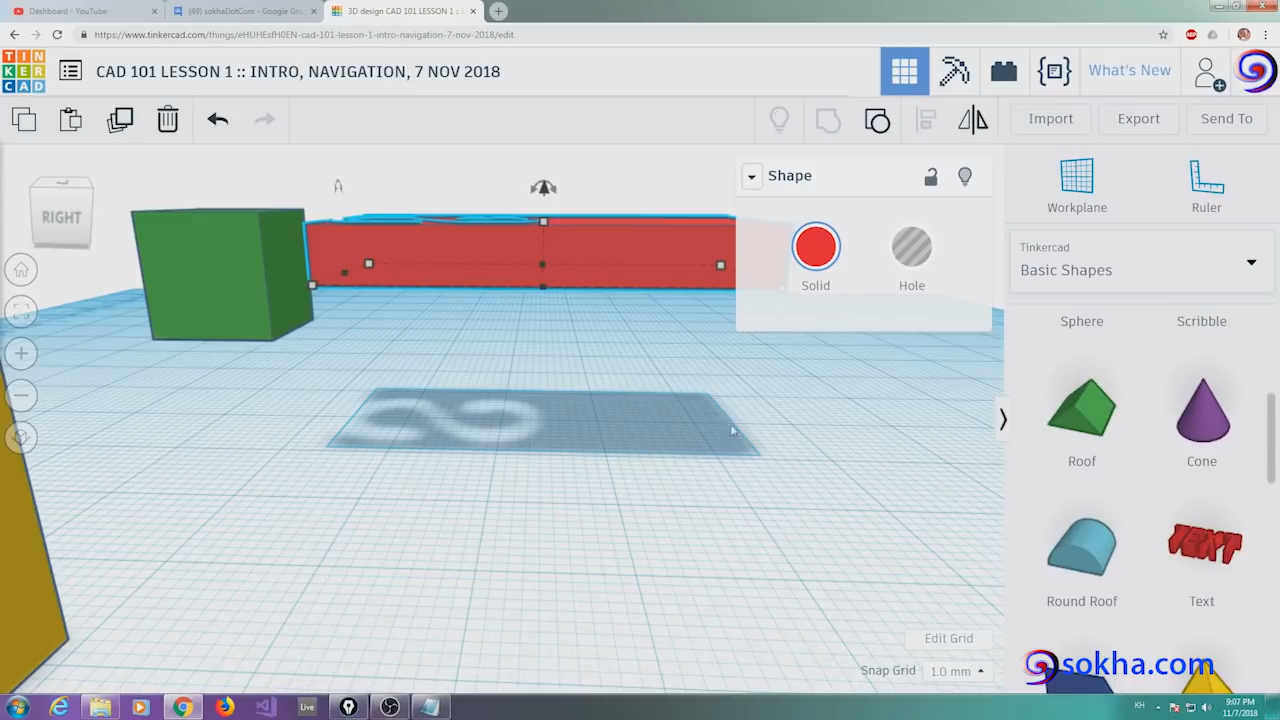 Dashboard - YouTube
(49) sokhaDotCom - Google Gro
3D design CAD 101 LESSON 1 ::
https://www.tinkercad.com/things/eHUHEsfH0EN-cad-101-lesson-1-intro-navigation-7-nov-2018/edit
TIN
KER
CAD
CAD 101 LESSON 1 :: INTRO, NAVIGATION, 7 NOV 2018
What's New
Import
Export
Send To
RIGHT
Shape
Solid
Hole
Workplane
Ruler
Tinkercad
Basic Shapes
Sphere
Scribble
Roof
Cone
TEXT
Round Roof
Text
Edit Grid
Snap Grid
1.0 mm
sokha.com
Live
KH
9:07 PM
11/7/2018